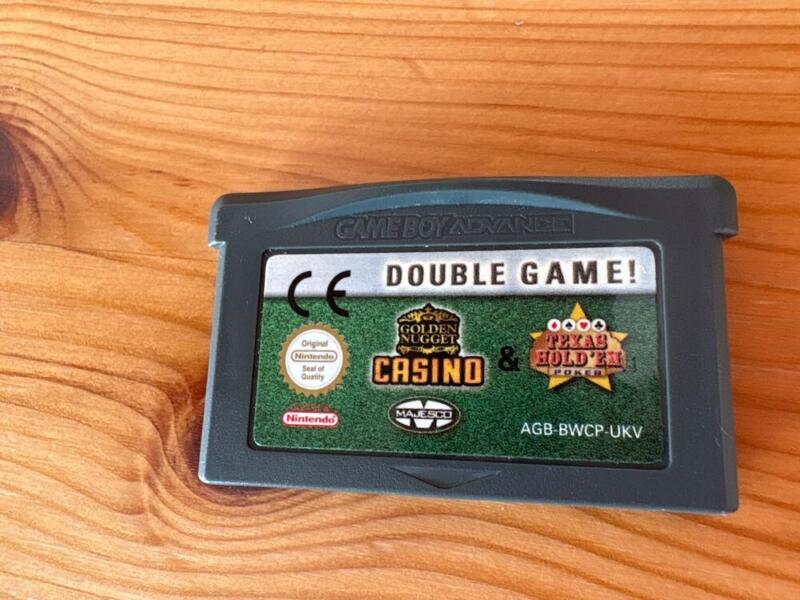 GAME BOY ADVANCE
CE DOUBLE GAME!
Original
Nintendo
Seal of
Quality
GOLDEN
NUGGET
CASINO
&
TEXAS
HOLD'EM
POKER
Nintendo
MAJESCO
AGB-BWCP-UKV